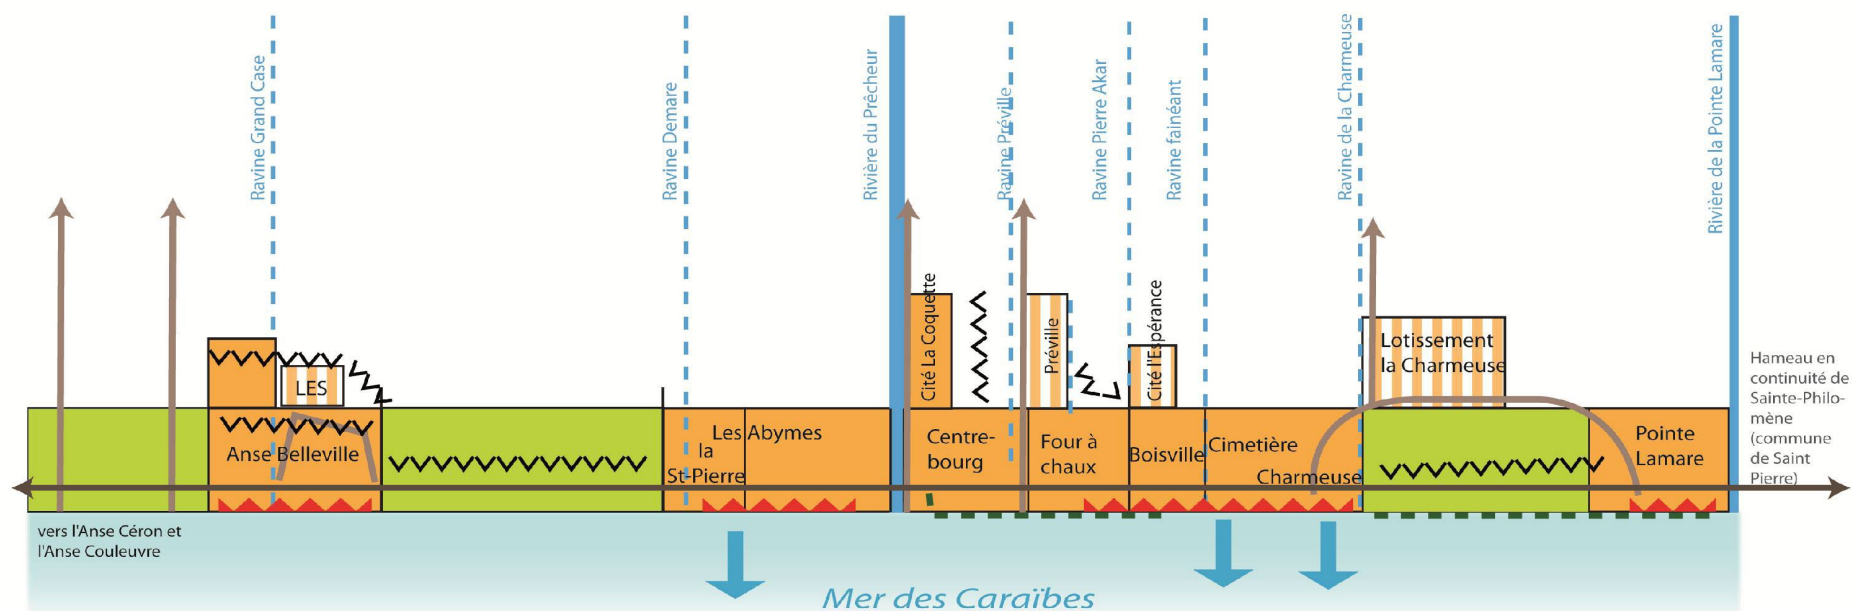 Ravine Grand Case
Ravine Demare
Rivière du Prêcheur
Ravine Préville
Ravine Pierre Akar
Ravine fainéant
Ravine de la Charmeuse
Rivière de la Pointe Lamare
Cité La Coquette
Préville
Cité l'Espérance
Lotissement
la Charmeuse
LES
Anse Belleville
Les Abymes
la
St-Pierre
Centre-
bourg
Four à
chaux
Boisville
Cimetière
Charmeuse
Pointe
Lamare
Hameau en
continuité de
Sainte-Philo-
mène
(commune
de Saint
Pierre)
vers l'Anse Céron et
l'Anse Couleuvre
Mer des Caraïbes